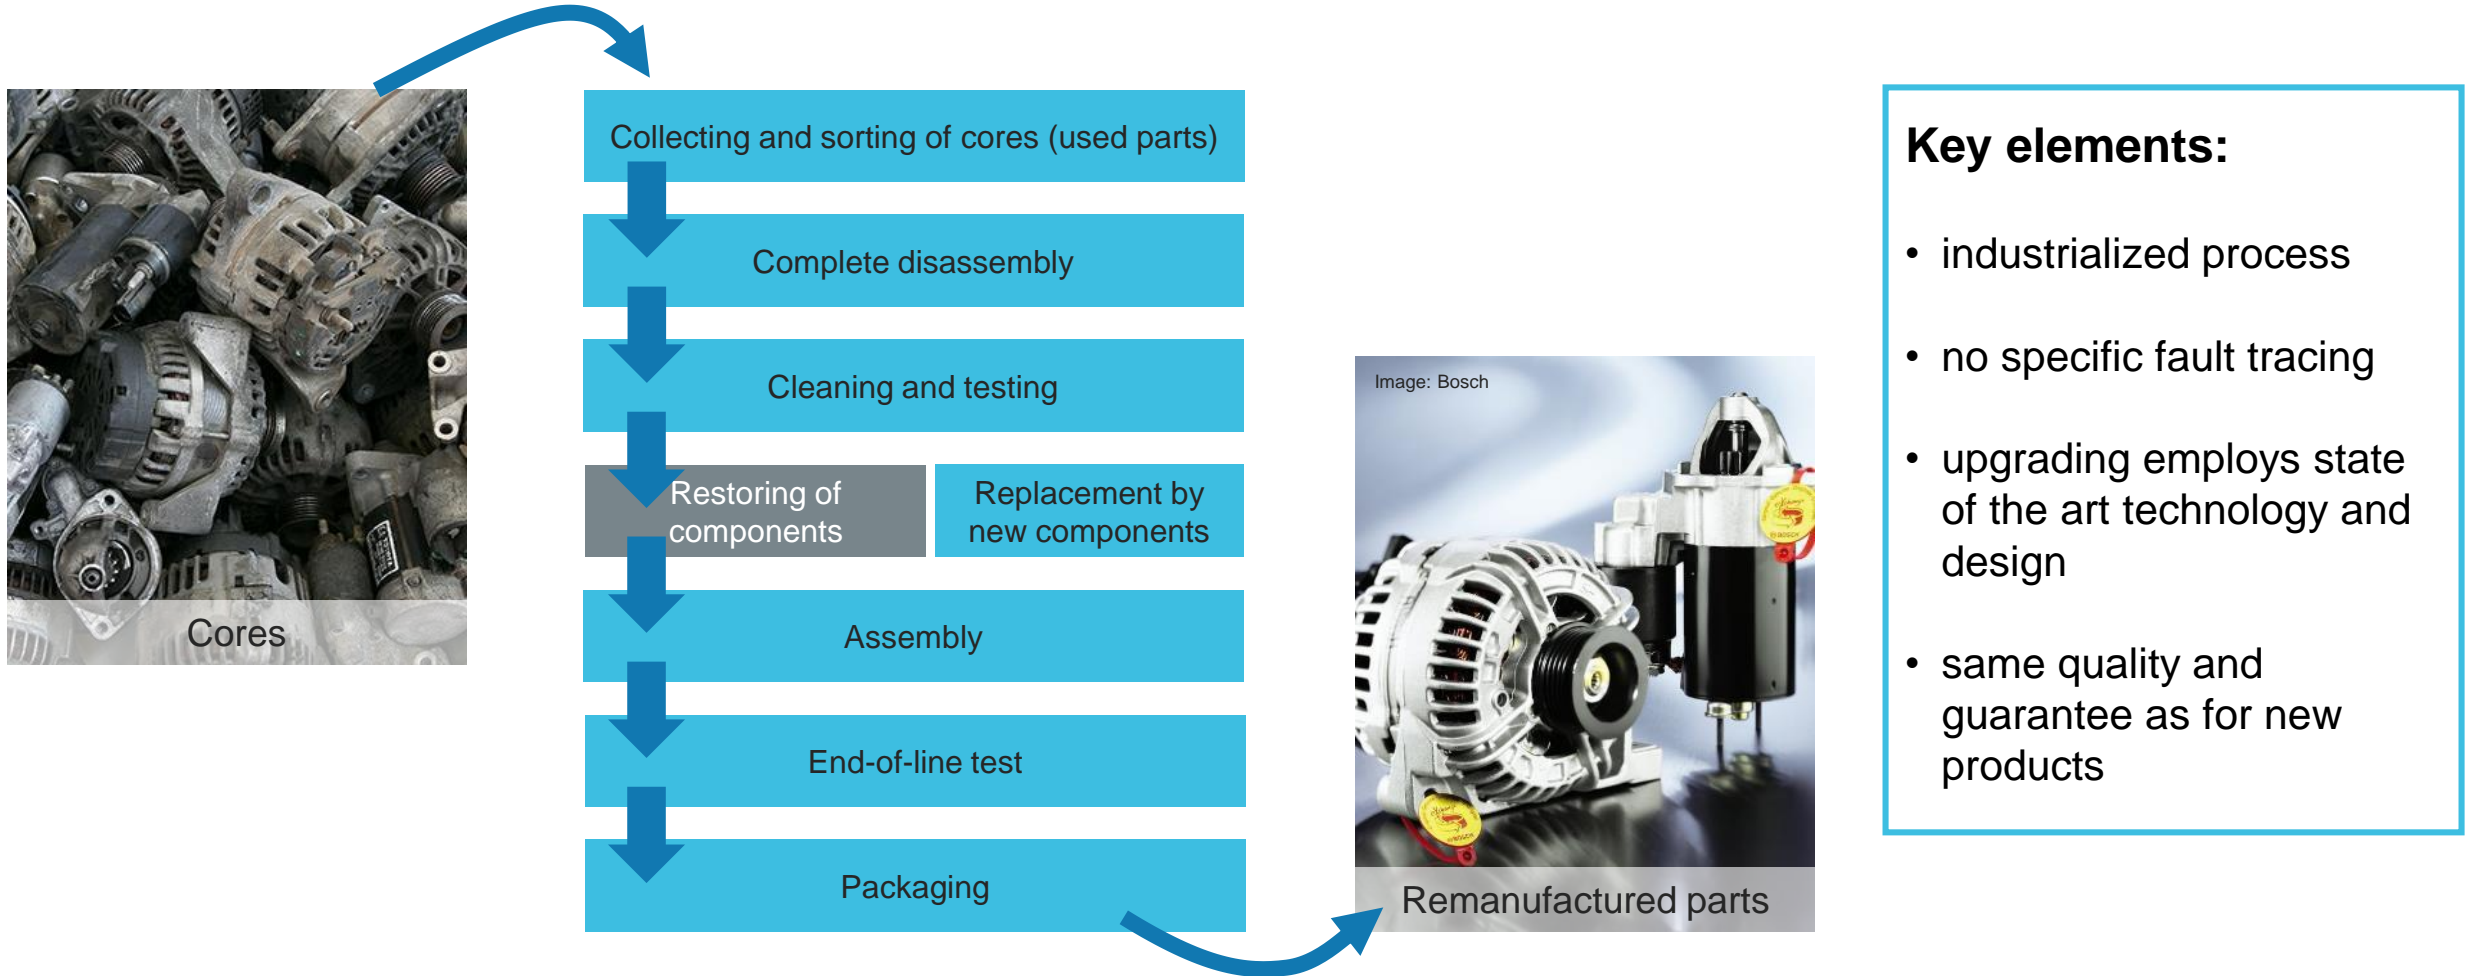 Cores
Collecting and sorting of cores (used parts)
Complete disassembly
Cleaning and testing
Restoring of
components
Replacement by
new components
Assembly
End-of-line test
Packaging
Image: Bosch
BOSCH
BOSCH
Remanufactured parts
Key elements:
• industrialized process
• no specific fault tracing
• upgrading employs state
of the art technology and
design
• same quality and
guarantee as for new
products